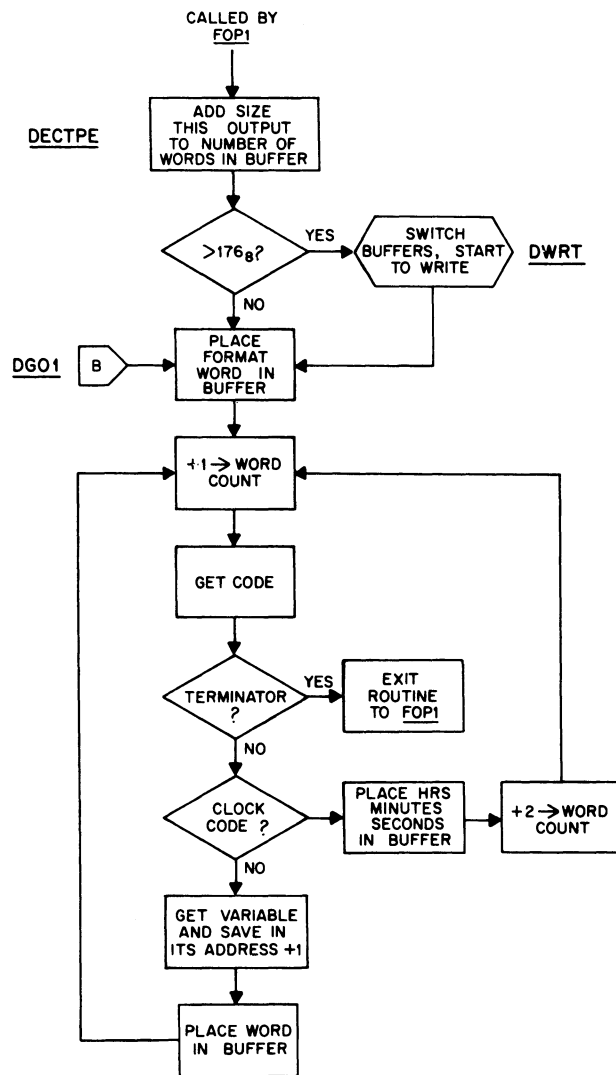 CALLED BY
FOP1
DECTPE
ADD SIZE
THIS OUTPUT
TO NUMBER OF
WORDS IN BUFFER
>176₈?
YES
SWITCH
BUFFERS, START
TO WRITE
DWRT
NO
DGO1
B
PLACE
FORMAT
WORD IN
BUFFER
+1→WORD
COUNT
GET CODE
TERMINATOR
?
YES
EXIT
ROUTINE
TO FOP1
NO
CLOCK
CODE ?
PLACE HRS
MINUTES
SECONDS
IN BUFFER
+2→WORD
COUNT
NO
GET VARIABLE
AND SAVE IN
ITS ADDRESS +1
PLACE WORD
IN BUFFER